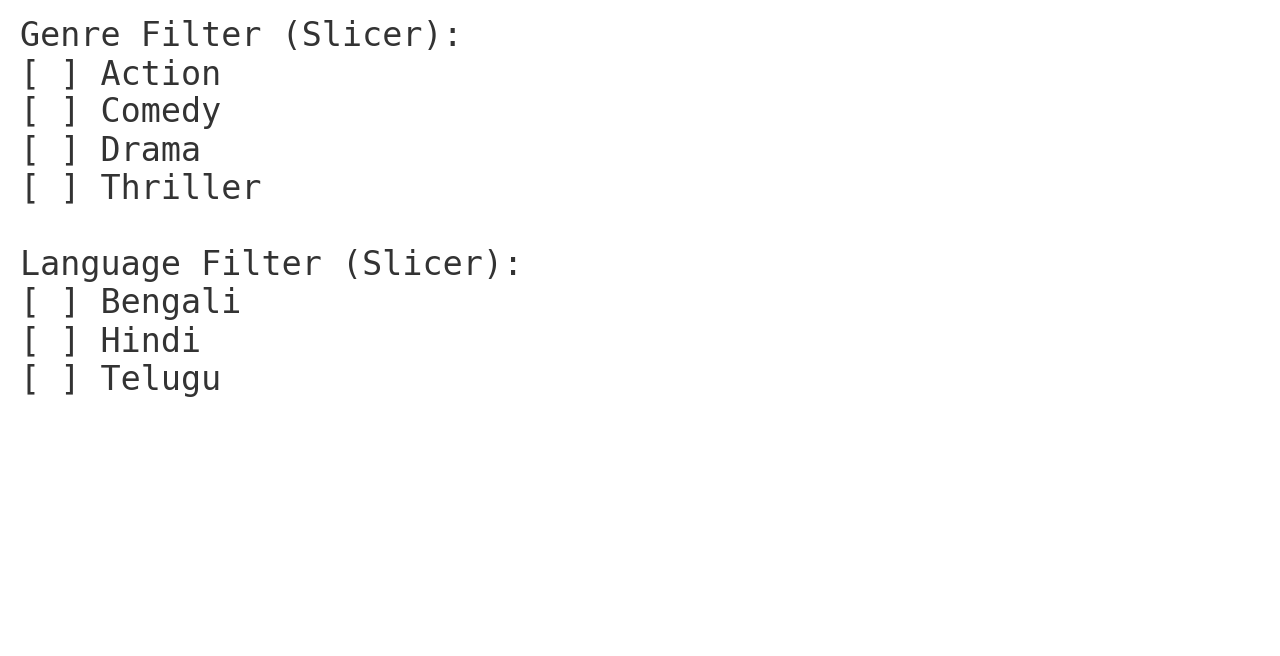 Genre Filter (Slicer):
[ ] Action
[ ] Comedy
[ ] Drama
[ ] Thriller

Language Filter (Slicer):
[ ] Bengali
[ ] Hindi
[ ] Telugu